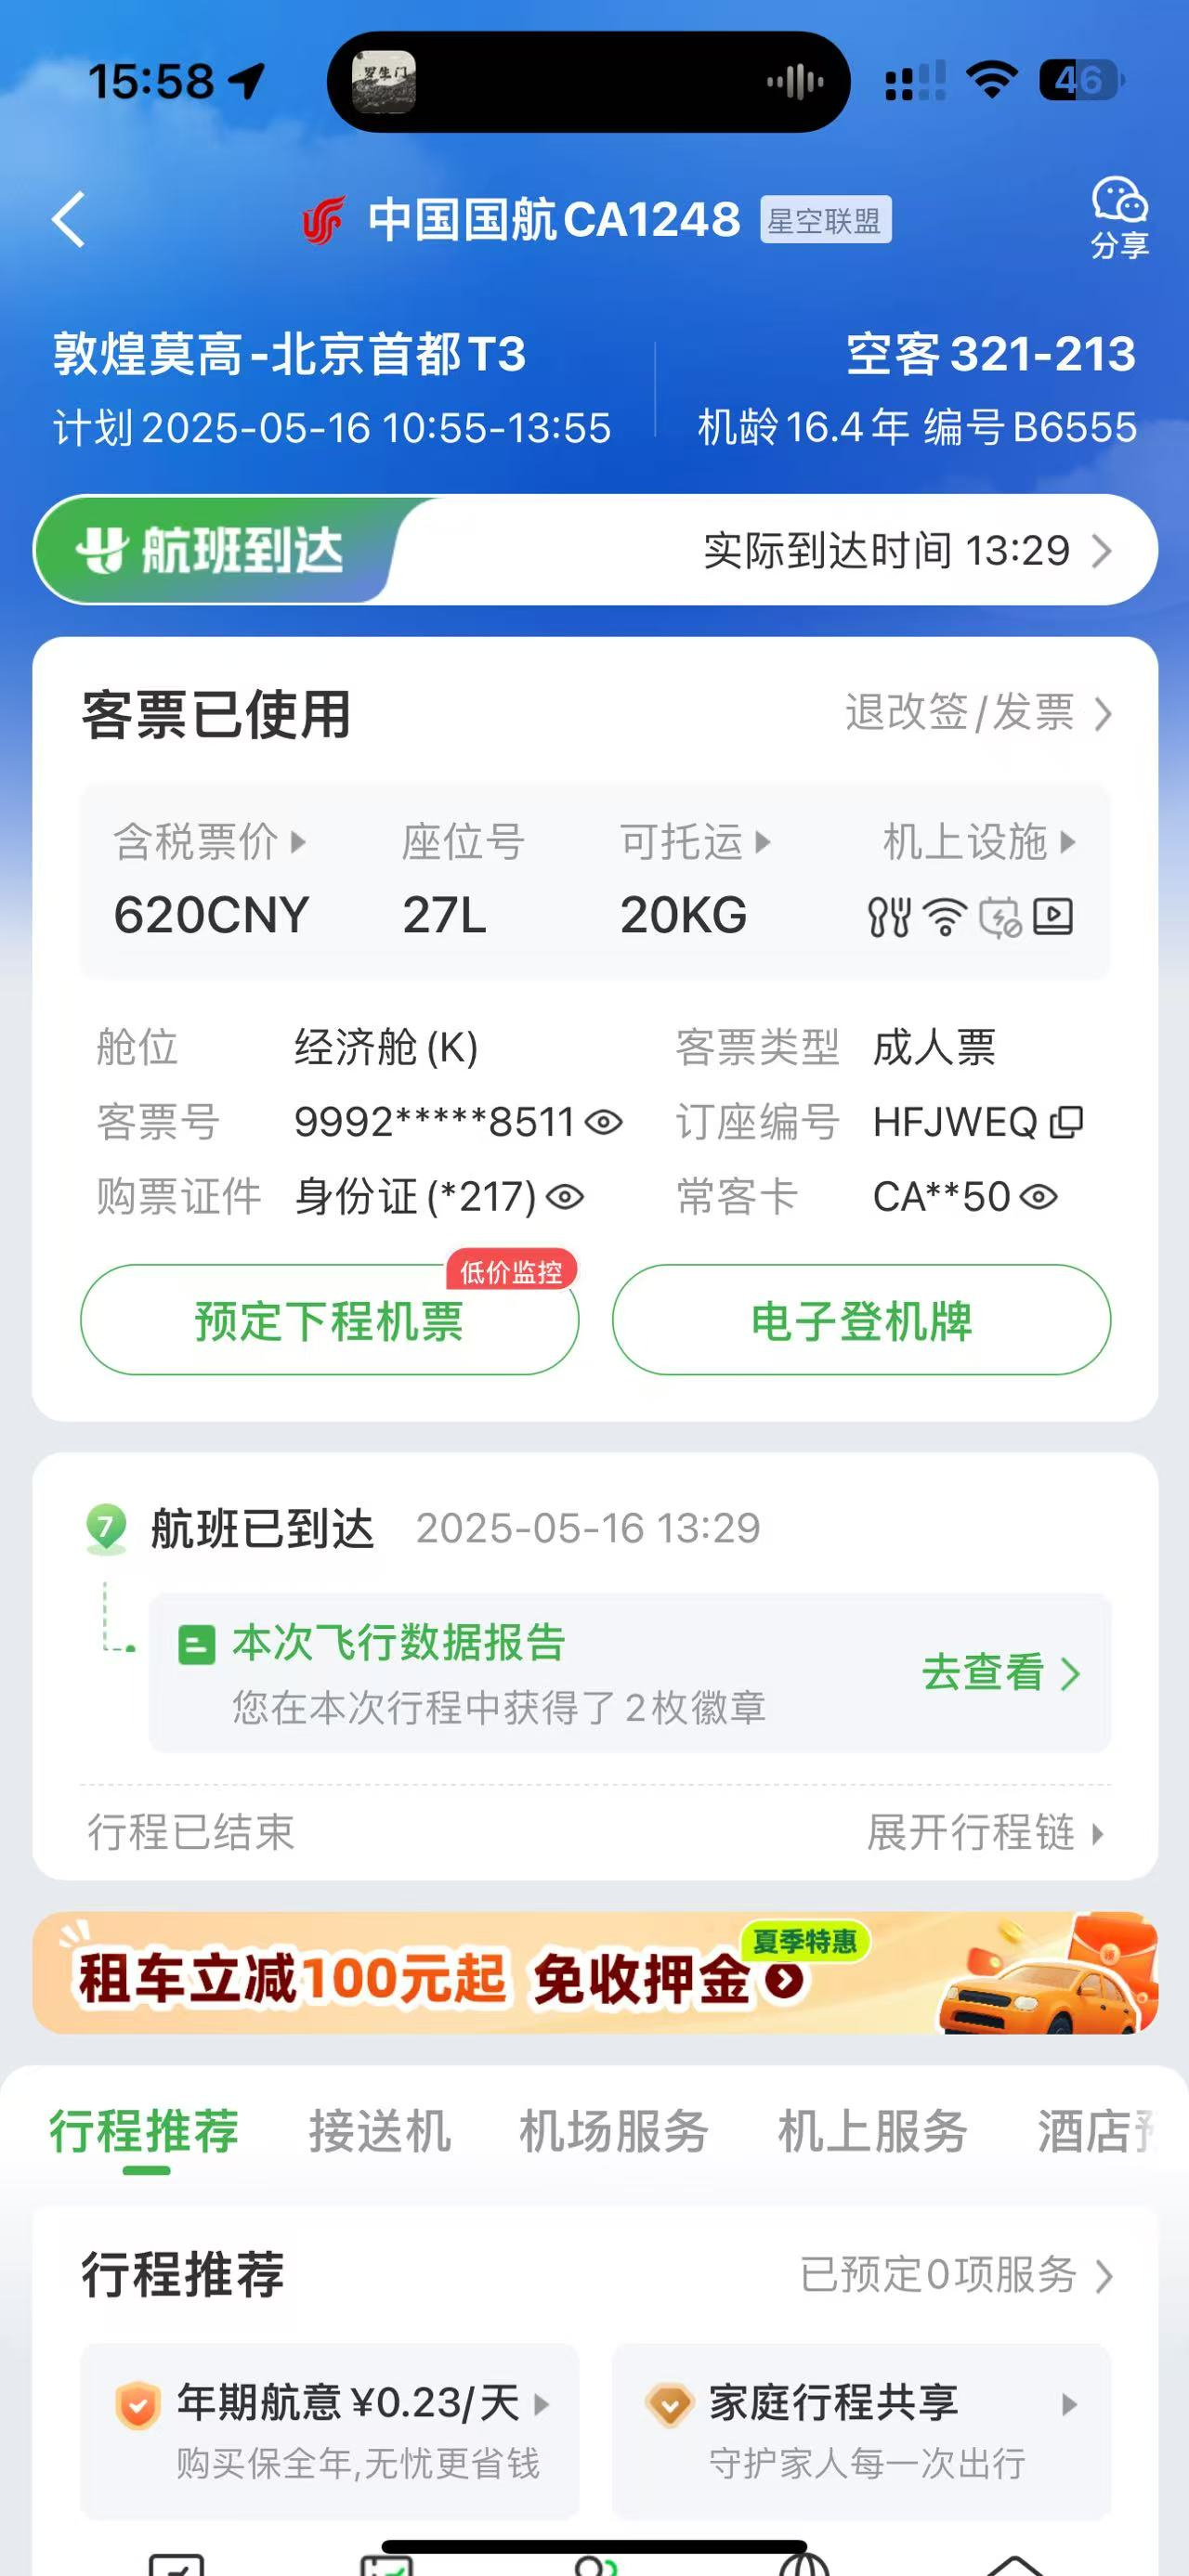 15:58
罗生门
46
中国国航CA1248 星空联盟
分享
敦煌莫高-北京首都T3
空客321-213
计划2025-05-16 10:55-13:55
机龄16.4年 编号B6555
航班到达
实际到达时间 13:29
客票已使用
退改签/发票
含税票价 座位号 可托运 机上设施
620CNY 27L 20KG
舱位 经济舱(K) 客票类型 成人票
客票号 9992*****8511 订座编号 HFJWEQ
购票证件 身份证(*217) 常客卡 CA**50
低价监控
预定下程机票
电子登机牌
7 航班已到达 2025-05-16 13:29
本次飞行数据报告
去查看
您在本次行程中获得了2枚徽章
行程已结束 展开行程链
夏季特惠
租车立减100元起 免收押金
行程推荐 接送机 机场服务 机上服务 酒店
行程推荐 已预定0项服务
年期航意 ¥0.23/天
购买保全年,无忧更省钱
家庭行程共享
守护家人每一次出行